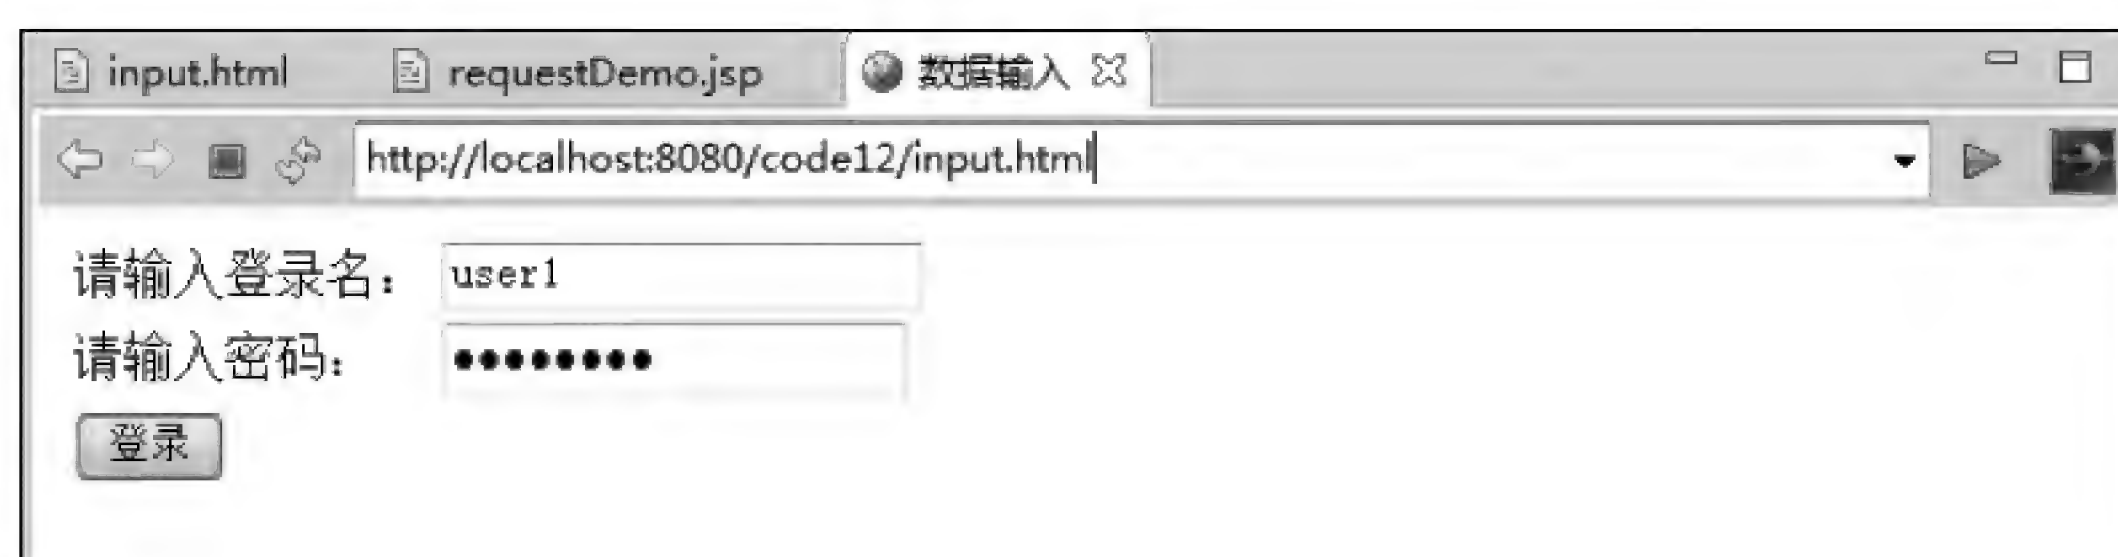 input.html requestDemo.jsp 数据输入
http://localhost:8080/code12/input.html
请输入登录名： user1
请输入密码： ••••••••
登录